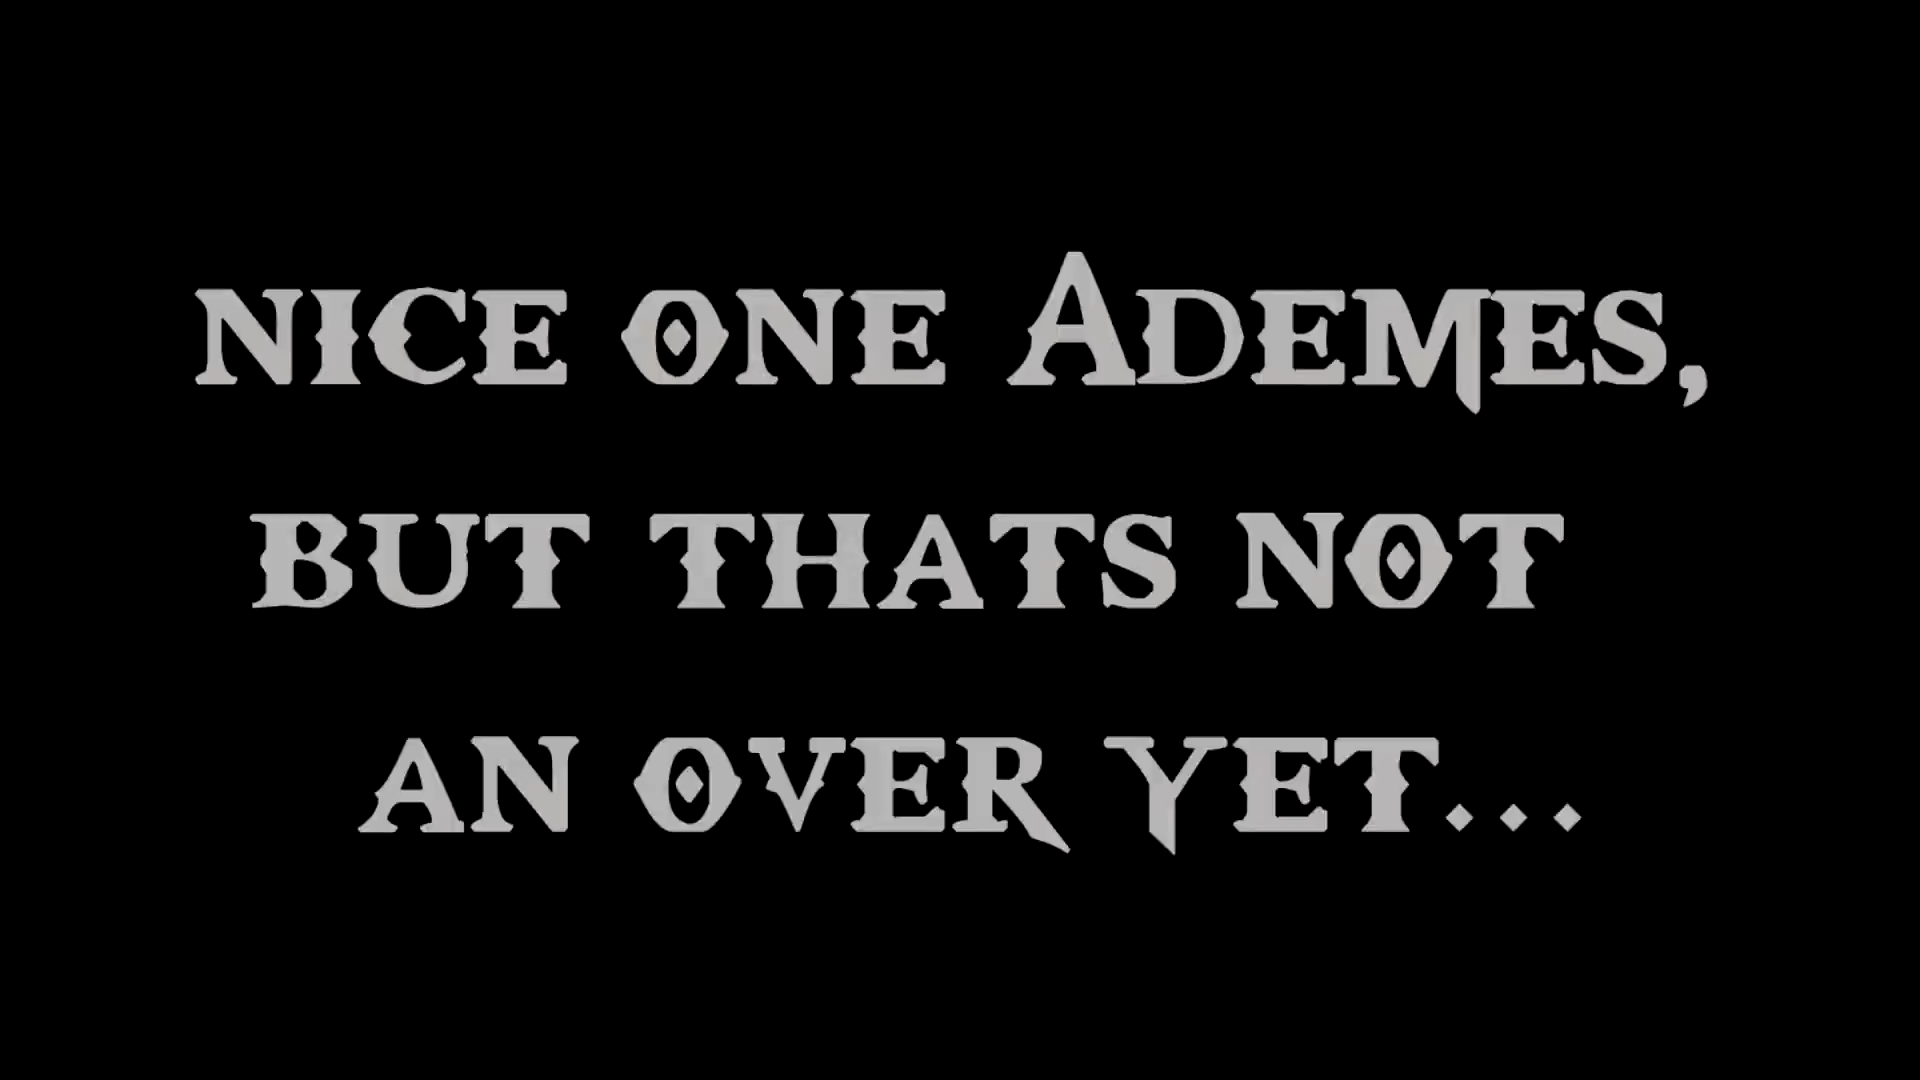 nice one Ademes,
but thats not
an over yet...